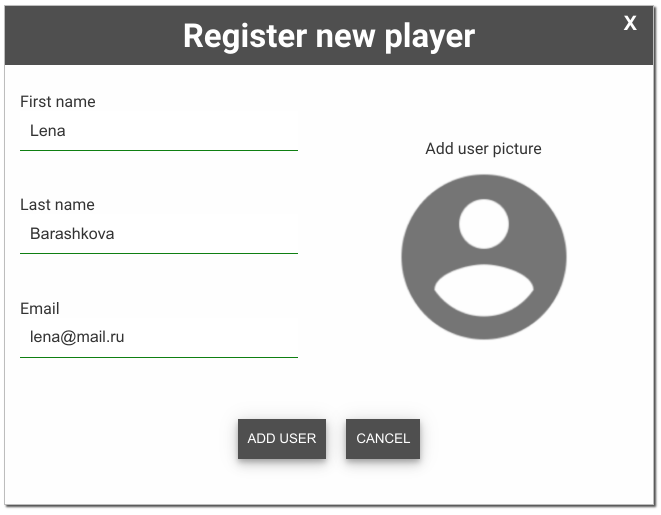 Register new player
X
First name
Lena
Add user picture
Last name
Barashkova
Email
lena@mail.ru
ADD USER
CANCEL